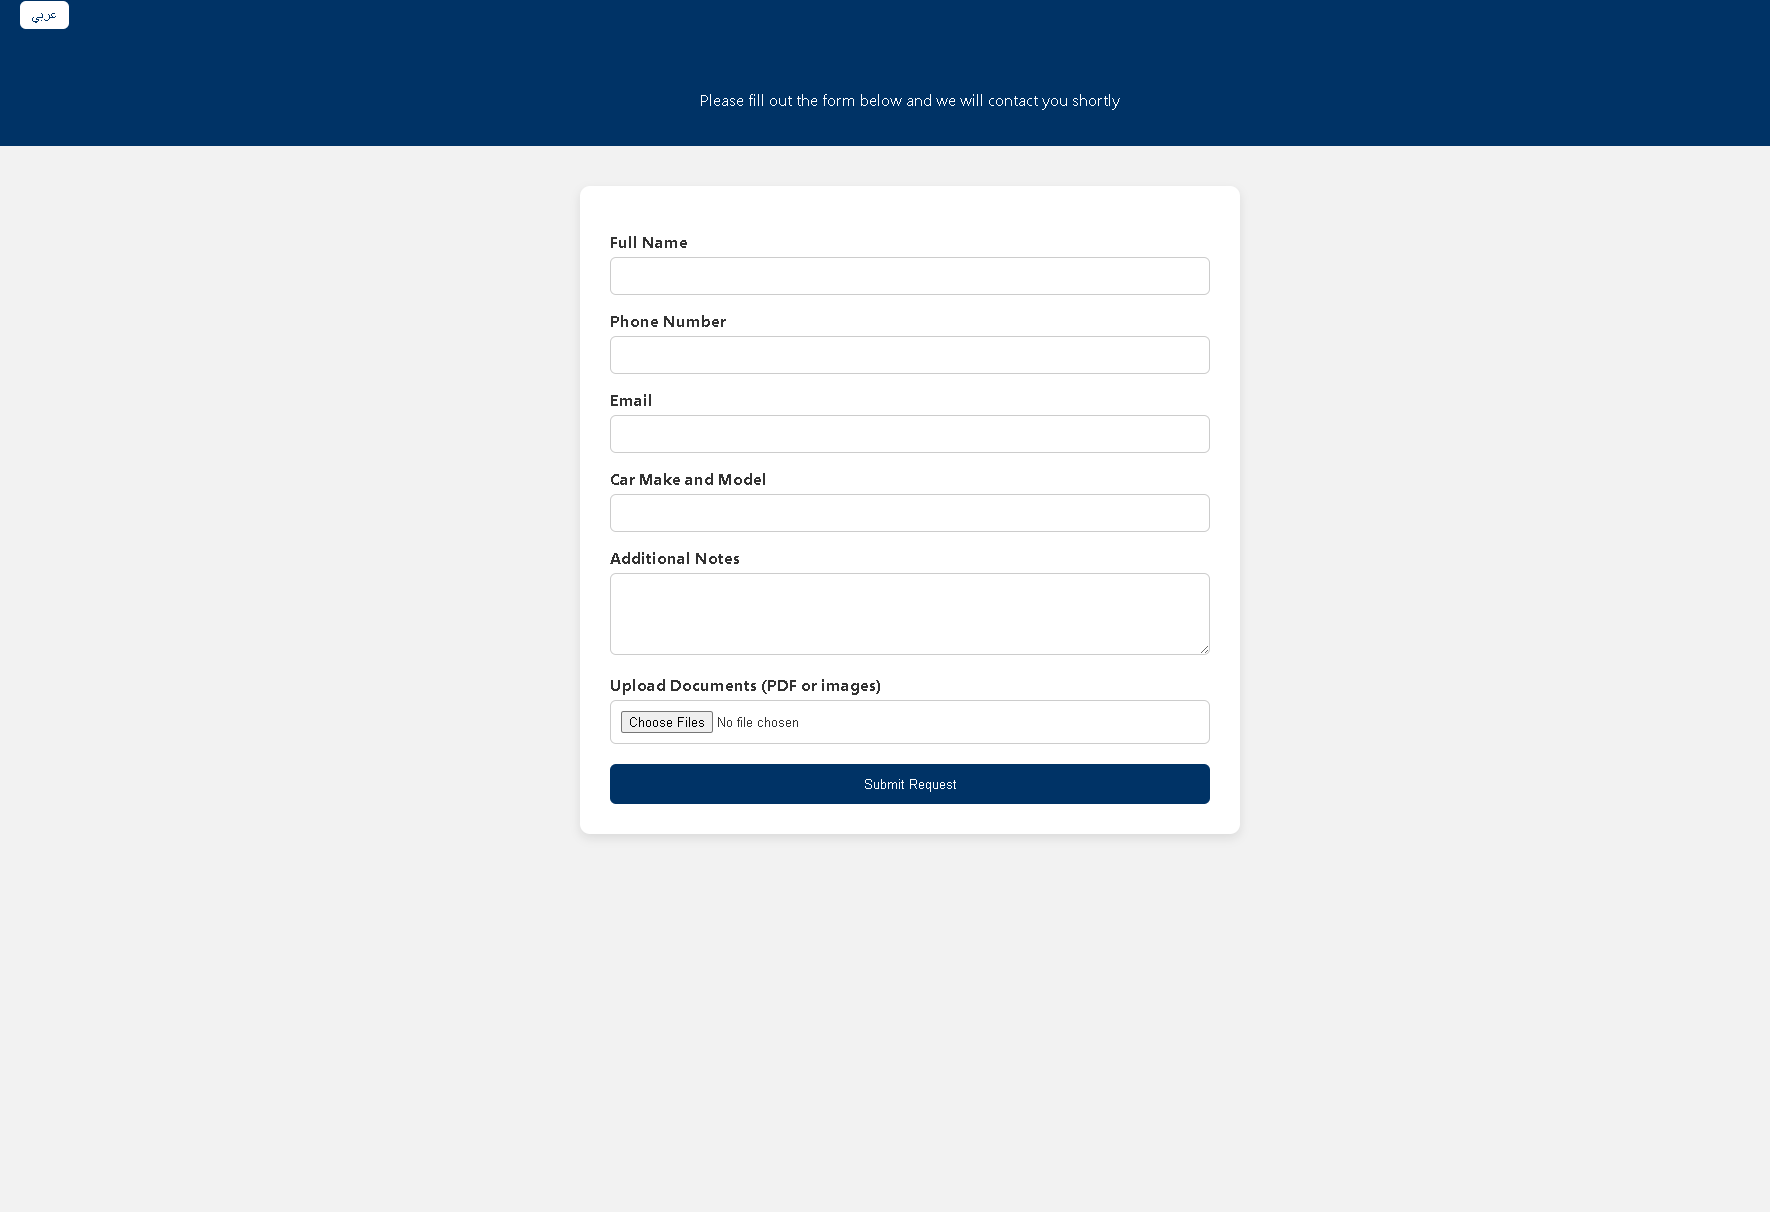 عربي
Please fill out the form below and we will contact you shortly
Full Name
Phone Number
Email
Car Make and Model
Additional Notes
Upload Documents (PDF or images)
Choose Files No file chosen
Submit Request